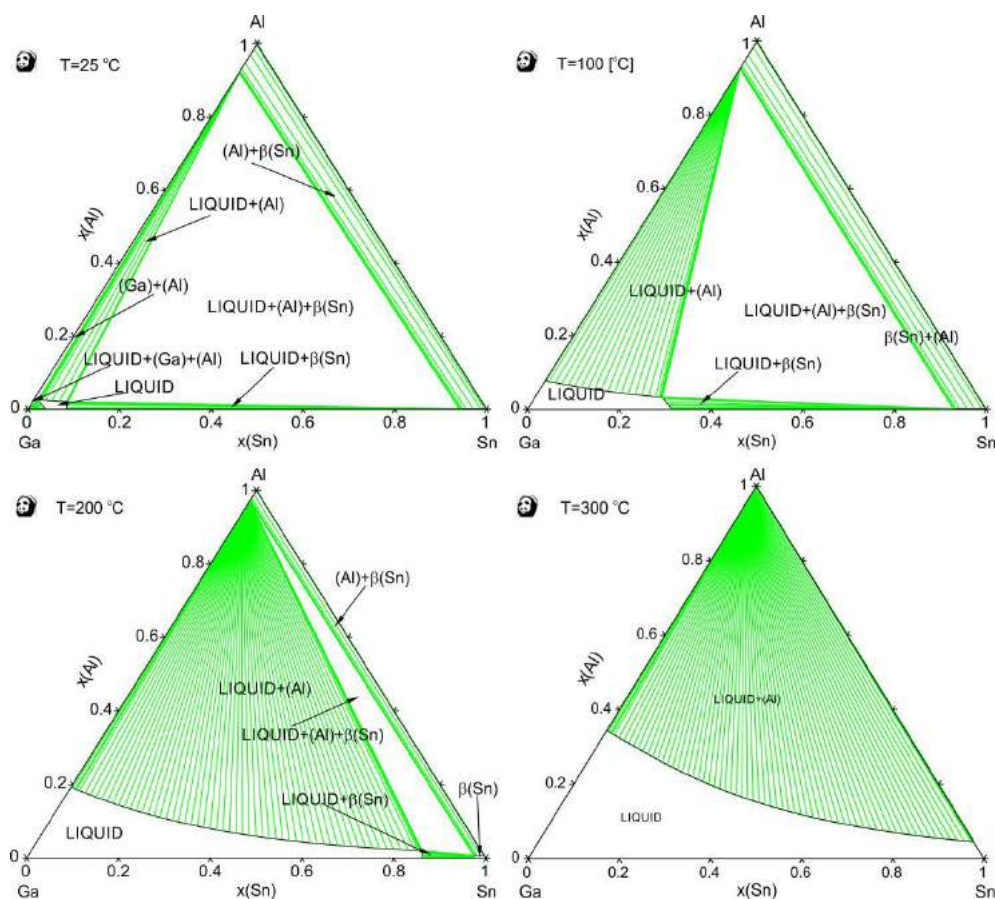 Al
1
T=25 °C
0.8
(Al)+β(Sn)
0.6
LIQUID+(Al)
x(Al)
0.4
(Ga)+(Al)
LIQUID+(Al)+β(Sn)
0.2
LIQUID+(Ga)+(Al)
LIQUID+β(Sn)
LIQUID
0
0 0.2 0.4 0.6 0.8 1
Ga x(Sn) Sn
Al
1
T=100 [°C]
0.8
0.6
x(Al)
0.4
LIQUID+(Al)
LIQUID+(Al)+β(Sn)
0.2
β(Sn)+(Al)
LIQUID+β(Sn)
LIQUID
0
0 0.2 0.4 0.6 0.8 1
Ga x(Sn) Sn
Al
1
T=200 °C
0.8
(Al)+β(Sn)
0.6
x(Al)
LIQUID+(Al)
0.4
LIQUID+(Al)+β(Sn)
0.2
β(Sn)
LIQUID+β(Sn)
LIQUID
0
0 0.2 0.4 0.6 0.8 1
Ga x(Sn) Sn
Al
1
T=300 °C
0.8
0.6
x(Al)
LIQUID+(Al)
0.4
0.2
LIQUID
0
0 0.2 0.4 0.6 0.8 1
Ga x(Sn) Sn